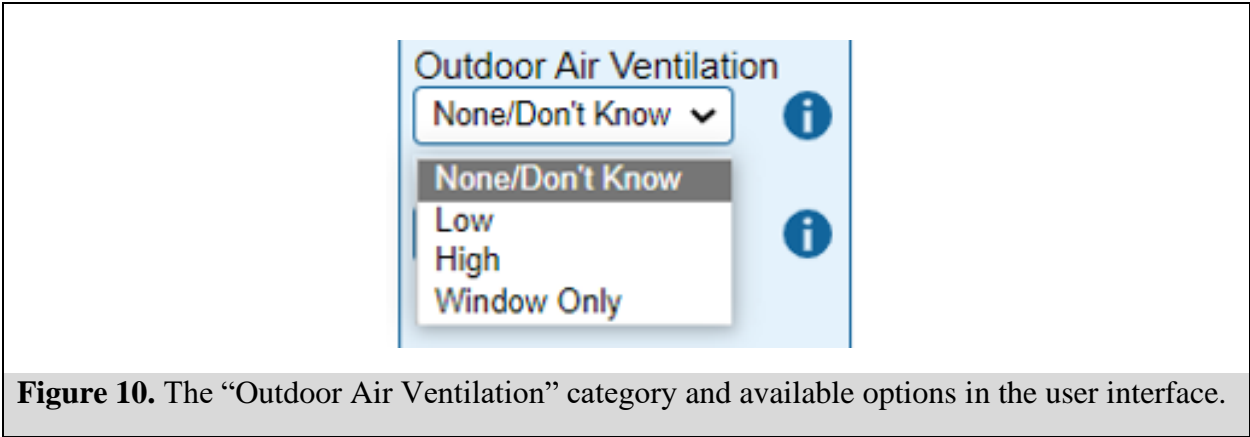 Outdoor Air Ventilation
None/Don't Know
None/Don't Know
Low
High
Window Only
Figure 10. The “Outdoor Air Ventilation” category and available options in the user interface.